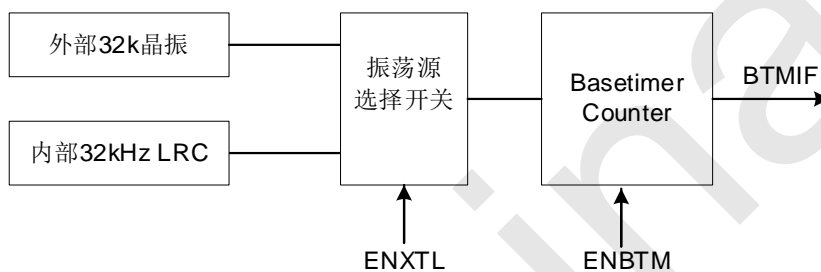 外部32k晶振
内部32kHz LRC
振荡源
选择开关
Basetimer
Counter
BTMIF
ENXTL
ENBTM